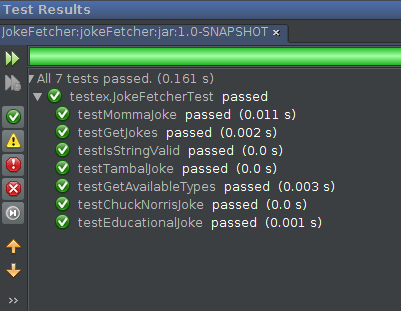 Test Results
JokeFetcher:jokeFetcher:jar:1.0-SNAPSHOT ×
All 7 tests passed. (0.161 s)
testex.JokeFetcherTest passed
testMommaJoke passed (0.011 s)
testGetJokes passed (0.002 s)
testIsStringValid passed (0.0 s)
testTambalJoke passed (0.0 s)
testGetAvailableTypes passed (0.003 s)
testChuckNorrisJoke passed (0.0 s)
testEducationalJoke passed (0.001 s)
>>